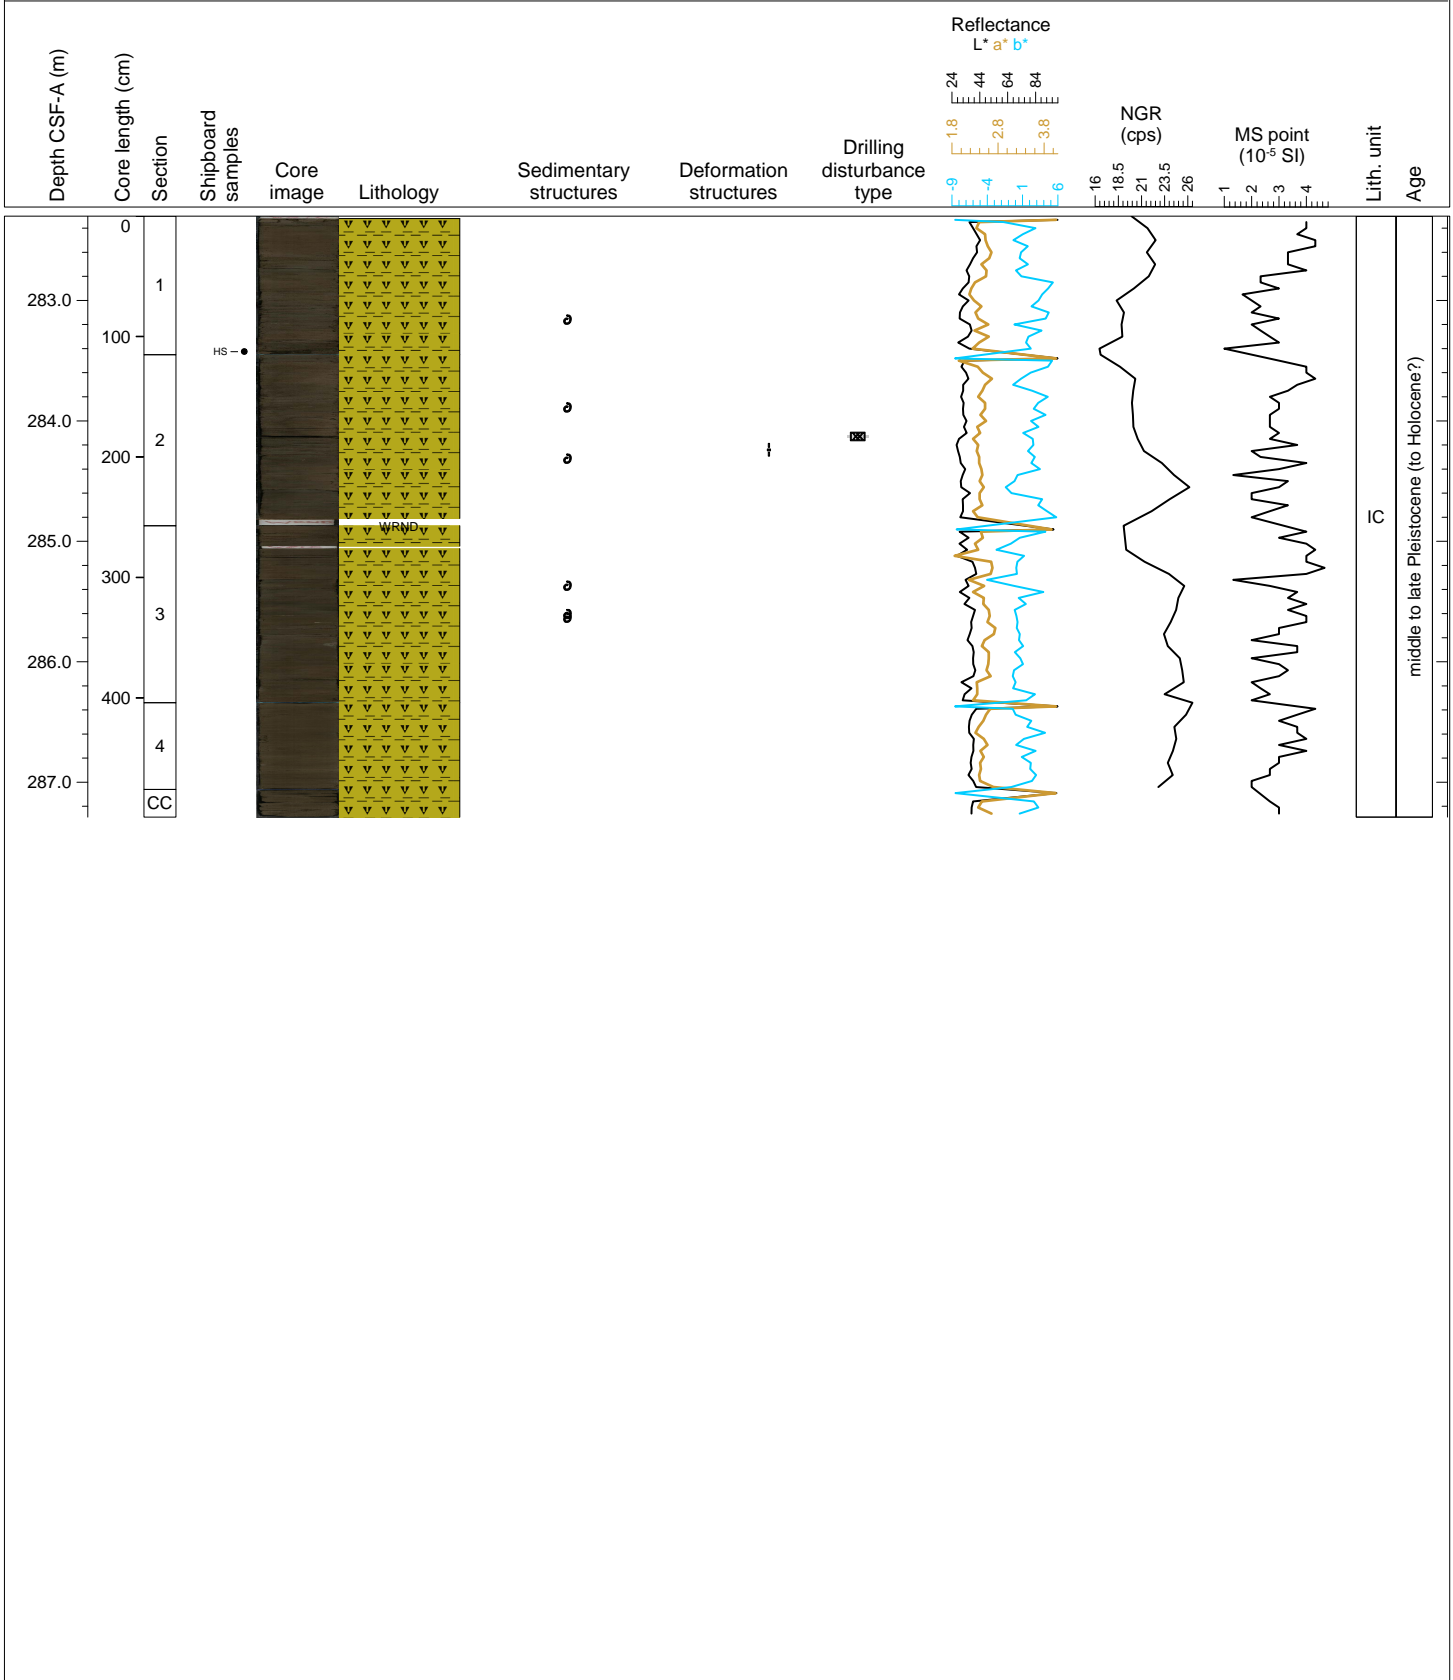 Depth CSF-A (m)
Core length (cm)
Section
Shipboard
samples
Core
image
Lithology
Sedimentary
structures
Deformation
structures
Drilling
disturbance
type
Reflectance
L* a* b*
24 44 64 84
1.8 2.8 3.8
-9 -4 1 6
NGR
(cps)
16 18.5 21 23.5 26
MS point
(10-5 SI)
1 2 3 4
Lith. unit
Age
0
1
283.0
100
HS
284.0
2
200
WRND
285.0
300
3
286.0
400
4
287.0
CC
IC
middle to late Pleistocene (to Holocene?)